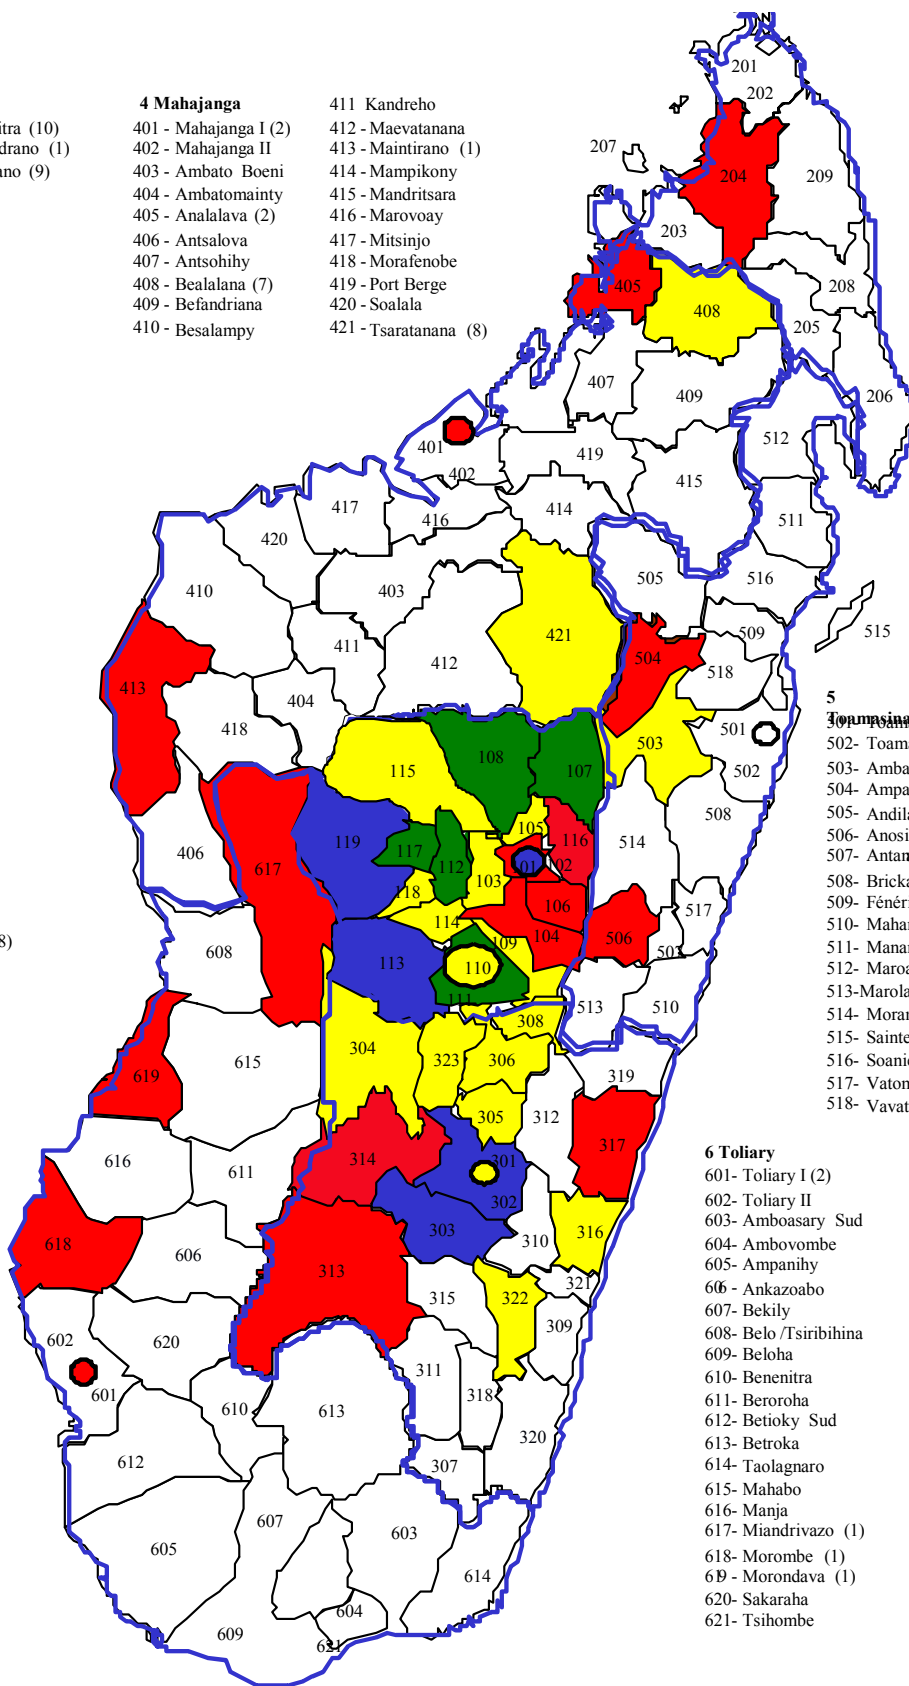 4 Mahajanga
401 - Mahajanga I (2)
402 - Mahajanga II
403 - Ambato Boeni
404 - Ambatomainty
405 - Analalava (2)
406 - Antsalova
407 - Antsohihy
408 - Bealalana (7)
409 - Befandriana
410 - Besalampy
411 Kandreho
412 - Maevatanana
413 - Maintirano (1)
414 - Mampikony
415 - Mandritsara
416 - Marovoay
417 - Mitsinjo
418 - Morafenobe
419 - Port Berge
420 - Soalala
421 - Tsaratanana (8)
itra (10)
drano (1)
ano (9)
8)
201
202
207
204
209
203
405
408
208
205
407
409
206
401
402
419
512
415
417
416
414
511
420
505
516
410
403
509
515
411
421
504
518
413
412
404
418
503
501
502
115
108
107
508
105
119
116
406
617
117
112
101
102
514
103
118
106
517
114
109
104
506
503
608
113
110
111
513
510
308
304
323
306
615
619
319
305
312
317
616
611
314
301
302
303
316
618
606
310
313
321
315
322
309
602
620
311
601
318
610
613
320
612
307
607
603
605
614
604
609
621
5
Toamasina
501- Toam
502- Toama
503- Amba
504- Ampa
505- Andila
506- Anosi
507- Antan
508- Bricka
509- Féné
510- Mahan
511- Manan
512- Maroa
513-Marola
514- Moran
515- Sainte
516- Soanie
517- Vaton
518- Vavat
6 Toliary
601- Toliary I (2)
602- Toliary II
603- Amboasary Sud
604- Ambovombe
605- Ampanihy
606 - Ankazoabo
607- Bekily
608- Belo /Tsiribihina
609- Beloha
610- Benenitra
611- Beroroha
612- Betioky Sud
613- Betroka
614- Taolagnaro
615- Mahabo
616- Manja
617- Miandrivazo (1)
618- Morombe (1)
619 - Morondava (1)
620- Sakaraha
621- Tsihombe